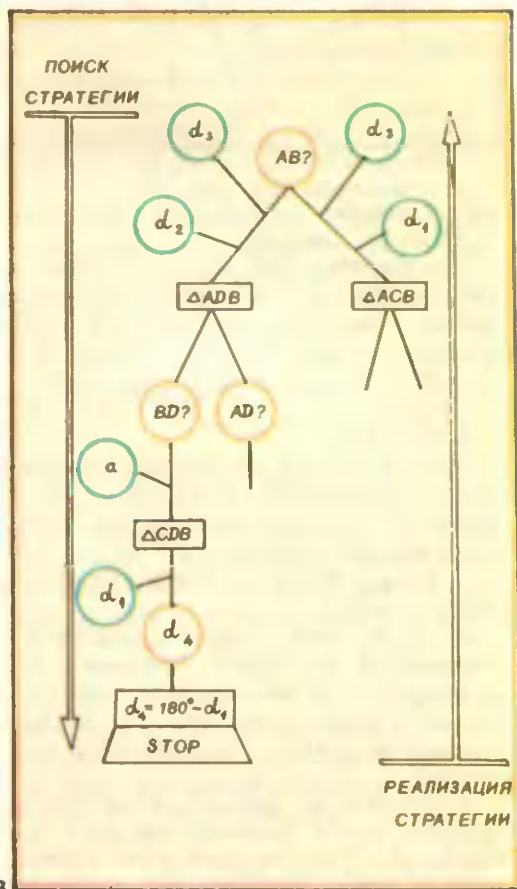 ПОИСК
СТРАТЕГИИ
d₃
AB?
d₃
d₂
d₁
△ADB
△ACB
BD?
AD?
a
△CDB
d₁
d₄
d₄=180°-d₁
STOP
РЕАЛИЗАЦИЯ
СТРАТЕГИИ